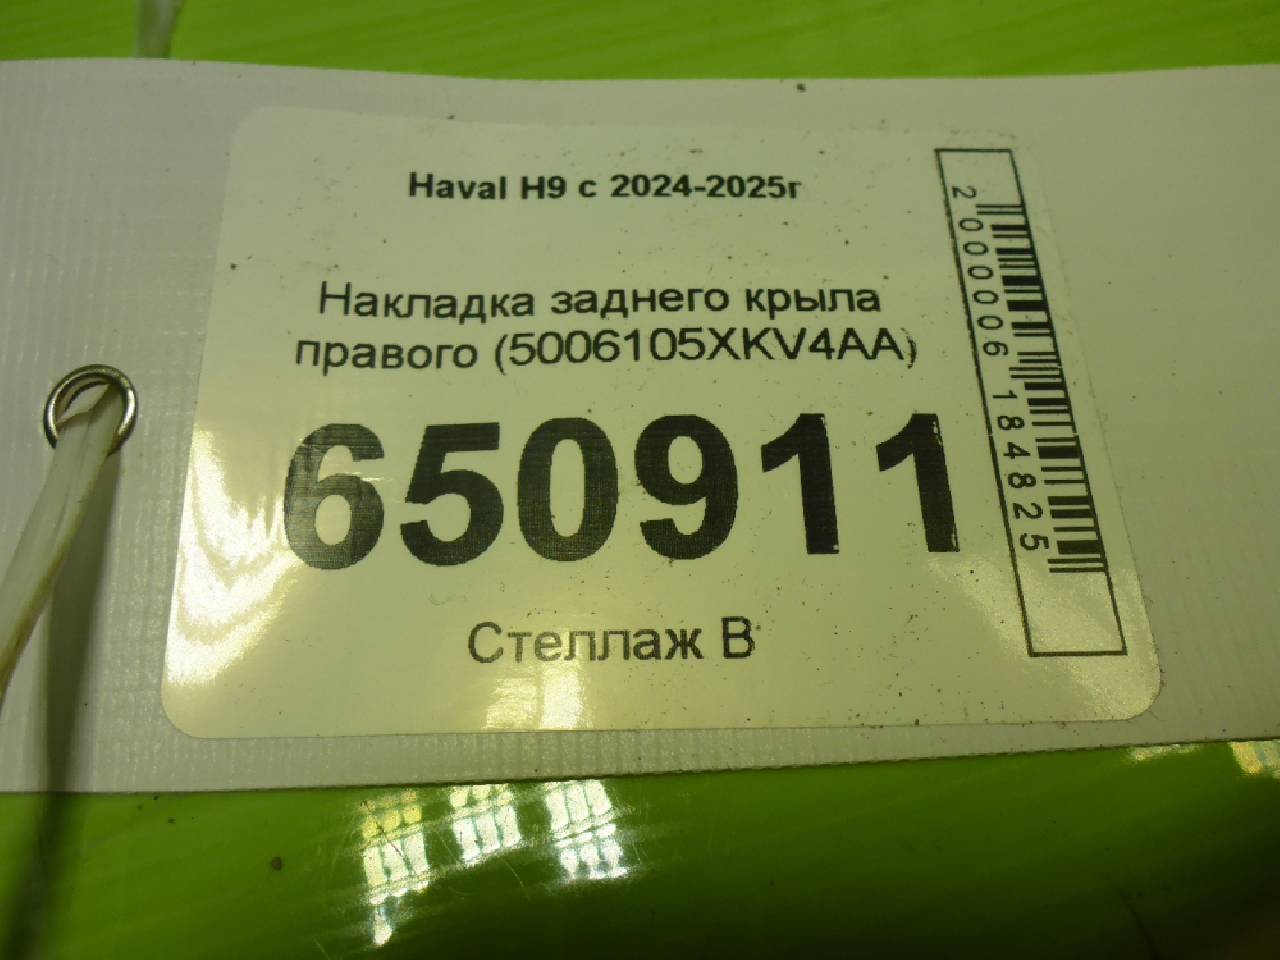 Haval H9 с 2024-2025г
Накладка заднего крыла
правого (5006105XKV4AA)
650911
Стеллаж В
2000006184825